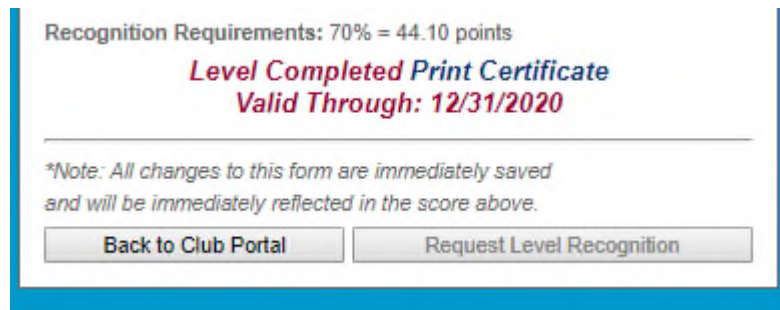 Recognition Requirements: 70% = 44.10 points
Level Completed Print Certificate
Valid Through: 12/31/2020
*Note: All changes to this form are immediately saved
and will be immediately reflected in the score above.
Back to Club Portal
Request Level Recognition